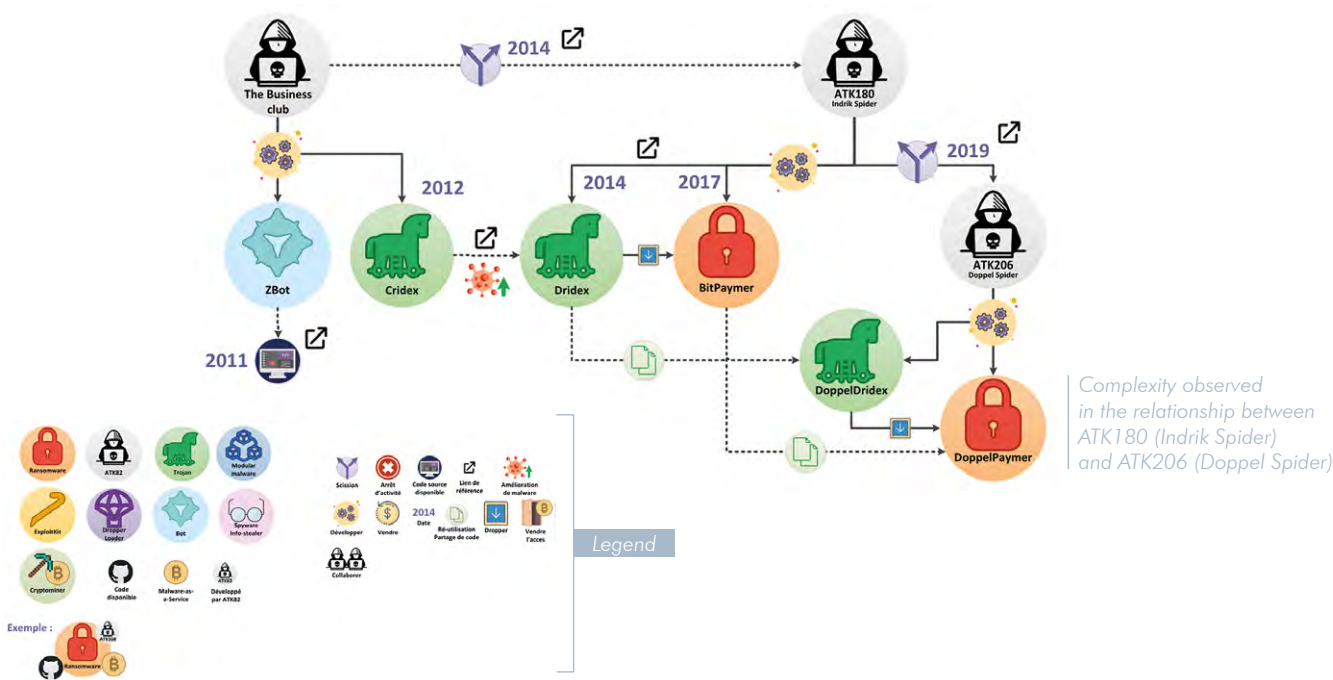 The Business
club
2014
ATK180
Indrik Spider
2019
2012
2014
2017
ATK206
Doppel Spider
ZBot
Cridex
Dridex
BitPaymer
2011
DoppelDridex
DoppelPaymer
Complexity observed
in the relationship between
ATK180 (Indrik Spider)
and ATK206 (Doppel Spider)
Ransomware
ATK82
Trojan
Modular
malware
ExploitKit
Dropper
Loader
Bot
Spyware
Info-stealer
Cryptominer
Code
disponible
Malware-as-
a-Service
Développé
par ATK82
Exemple :
Ransomware
Scission
Arrêt
d'activité
Code source
disponible
Lien de
référence
Amélioration
de malware
Développer
Vendre
2014
Date
Ré-utilisation
Partage de code
Dropper
Vendre
l'acces
Collaborer
Legend